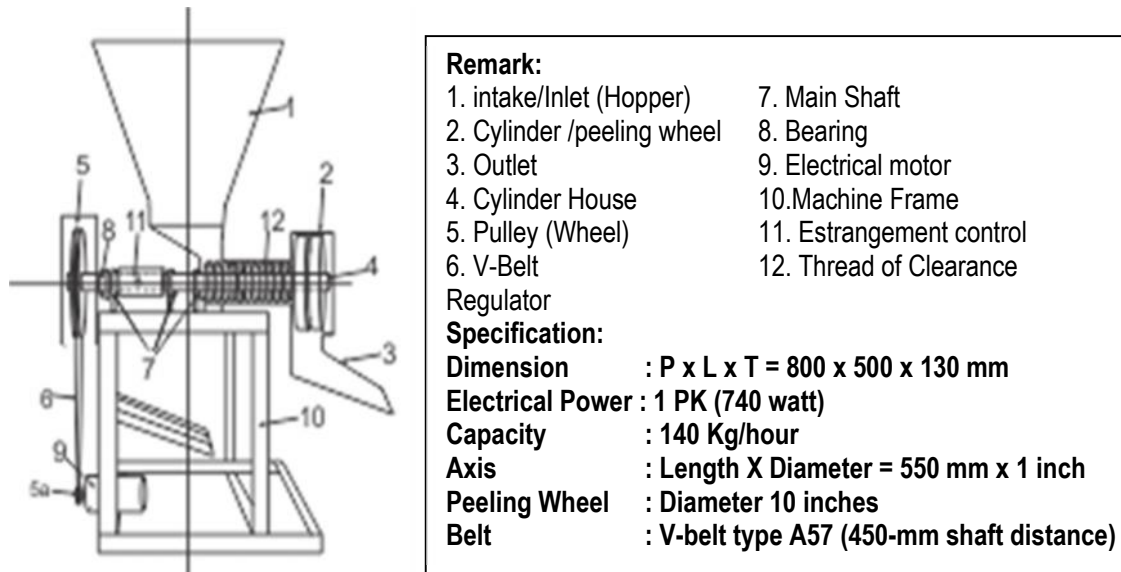 1
5
2
8
11
12
4
7
3
6
10
9
5a
Remark:
1. intake/Inlet (Hopper) 7. Main Shaft
2. Cylinder /peeling wheel 8. Bearing
3. Outlet 9. Electrical motor
4. Cylinder House 10.Machine Frame
5. Pulley (Wheel) 11. Estrangement control
6. V-Belt 12. Thread of Clearance
Regulator
Specification:
Dimension : P x L x T = 800 x 500 x 130 mm
Electrical Power : 1 PK (740 watt)
Capacity : 140 Kg/hour
Axis : Length X Diameter = 550 mm x 1 inch
Peeling Wheel : Diameter 10 inches
Belt : V-belt type A57 (450-mm shaft distance)